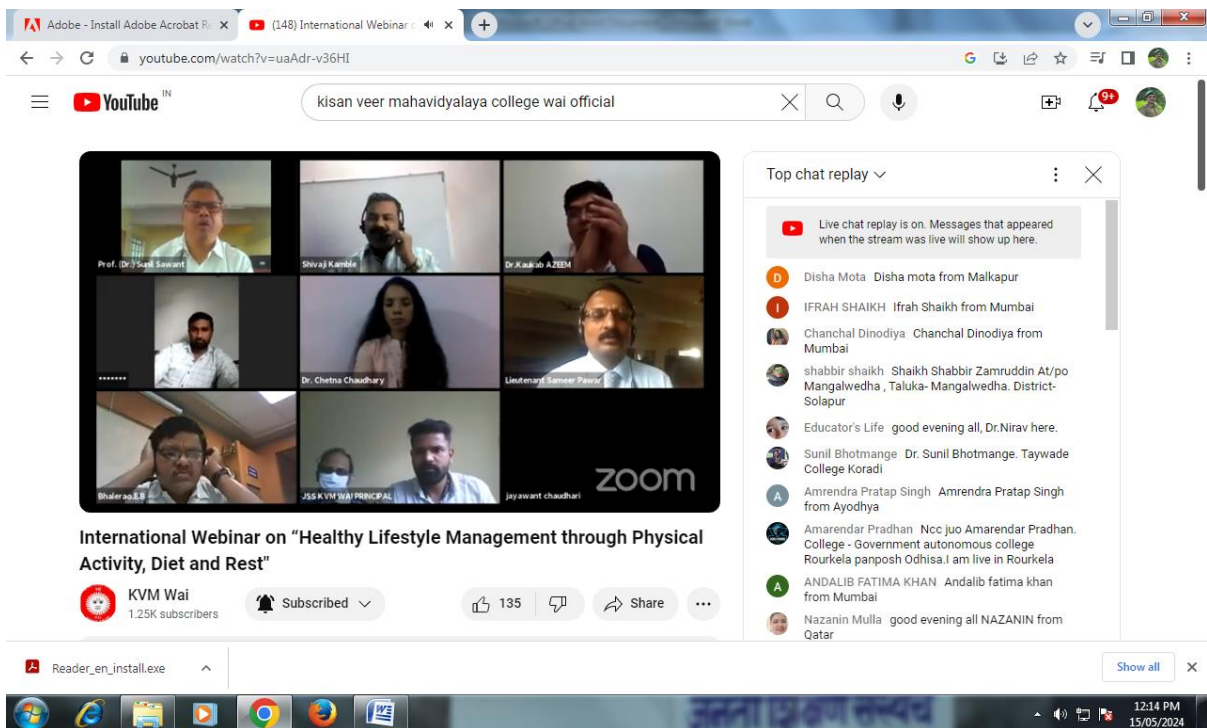 Adobe - Install Adobe Acrobat Re
(148) International Webinar o
youtube.com/watch?v=uaAdr-v36HI
YouTube IN
kisan veer mahavidyalaya college wai official
9+
Prof. (Dr.) Sunil Sawant
Shivaji Kamble
Dr.Kaukab AZEEM
*******
Dr. Chetna Chaudhary
Lieutenant Sameer Pawar
Bhalerao.E.B
JSS KVM WAI PRINCIPAL
jayawant chaudhari
zoom
International Webinar on “Healthy Lifestyle Management through Physical
Activity, Diet and Rest"
KVM Wai
1.25K subscribers
Subscribed
135
Share
Top chat replay
Live chat replay is on. Messages that appeared
when the stream was live will show up here.
D
Disha Mota Disha mota from Malkapur
I
IFRAH SHAIKH Ifrah Shaikh from Mumbai
Chanchal Dinodiya Chanchal Dinodiya from
Mumbai
shabbir shaikh Shaikh Shabbir Zamruddin At/po
Mangalwedha , Taluka- Mangalwedha. District-
Solapur
Educator's Life good evening all, Dr.Nirav here.
Sunil Bhotmange Dr. Sunil Bhotmange. Taywade
College Koradi
A
Amrendra Pratap Singh Amrendra Pratap Singh
from Ayodhya
Amarendar Pradhan Ncc juo Amarendar Pradhan.
College - Government autonomous college
Rourkela panposh Odhisa.I am live in Rourkela
A
ANDALIB FATIMA KHAN Andalib fatima khan
from Mumbai
Nazanin Mulla good evening all NAZANIN from
Qatar
Reader_en_install.exe
Show all
जनता शिक्षण संस्थेचे
12:14 PM
15/05/2024